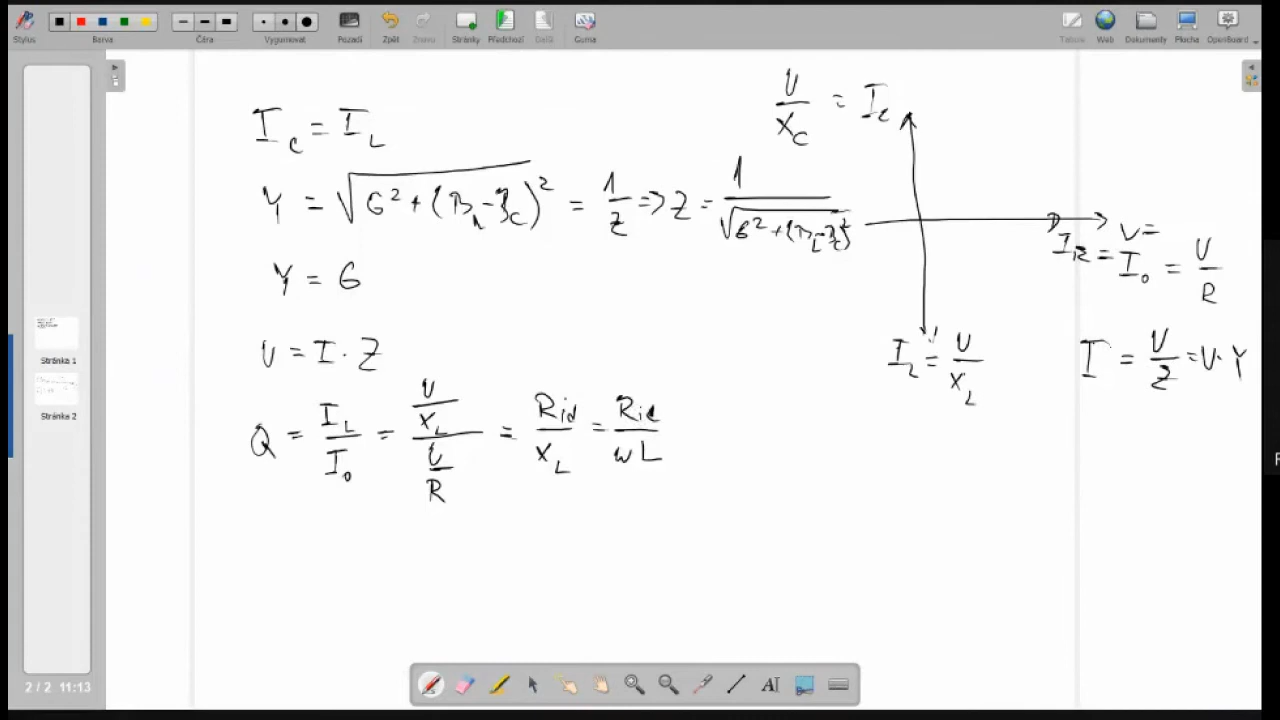 Stylus Barva Čára Vygumovat Pozadí Zpět Znovu Stránky Předchozí Další Guma Tabule Web Dokumenty Plocha OpenBoard
U/X_C = I_C
I_C = I_L
Y = √(G² + (B_L - B_C)²) = 1/Z => Z = 1/√(G² + (B_L - B_C)²)
U =
I_R = I_0 = U/R
Y = G
U = I · Z
I_L = U/X_L
I = U/Z = U · Y
Q = I_L/I_0 = (U/X_L)/(U/R) = Rid/X_L = Rid/ωL
Stránka 1
Stránka 2
2 / 2 11:13